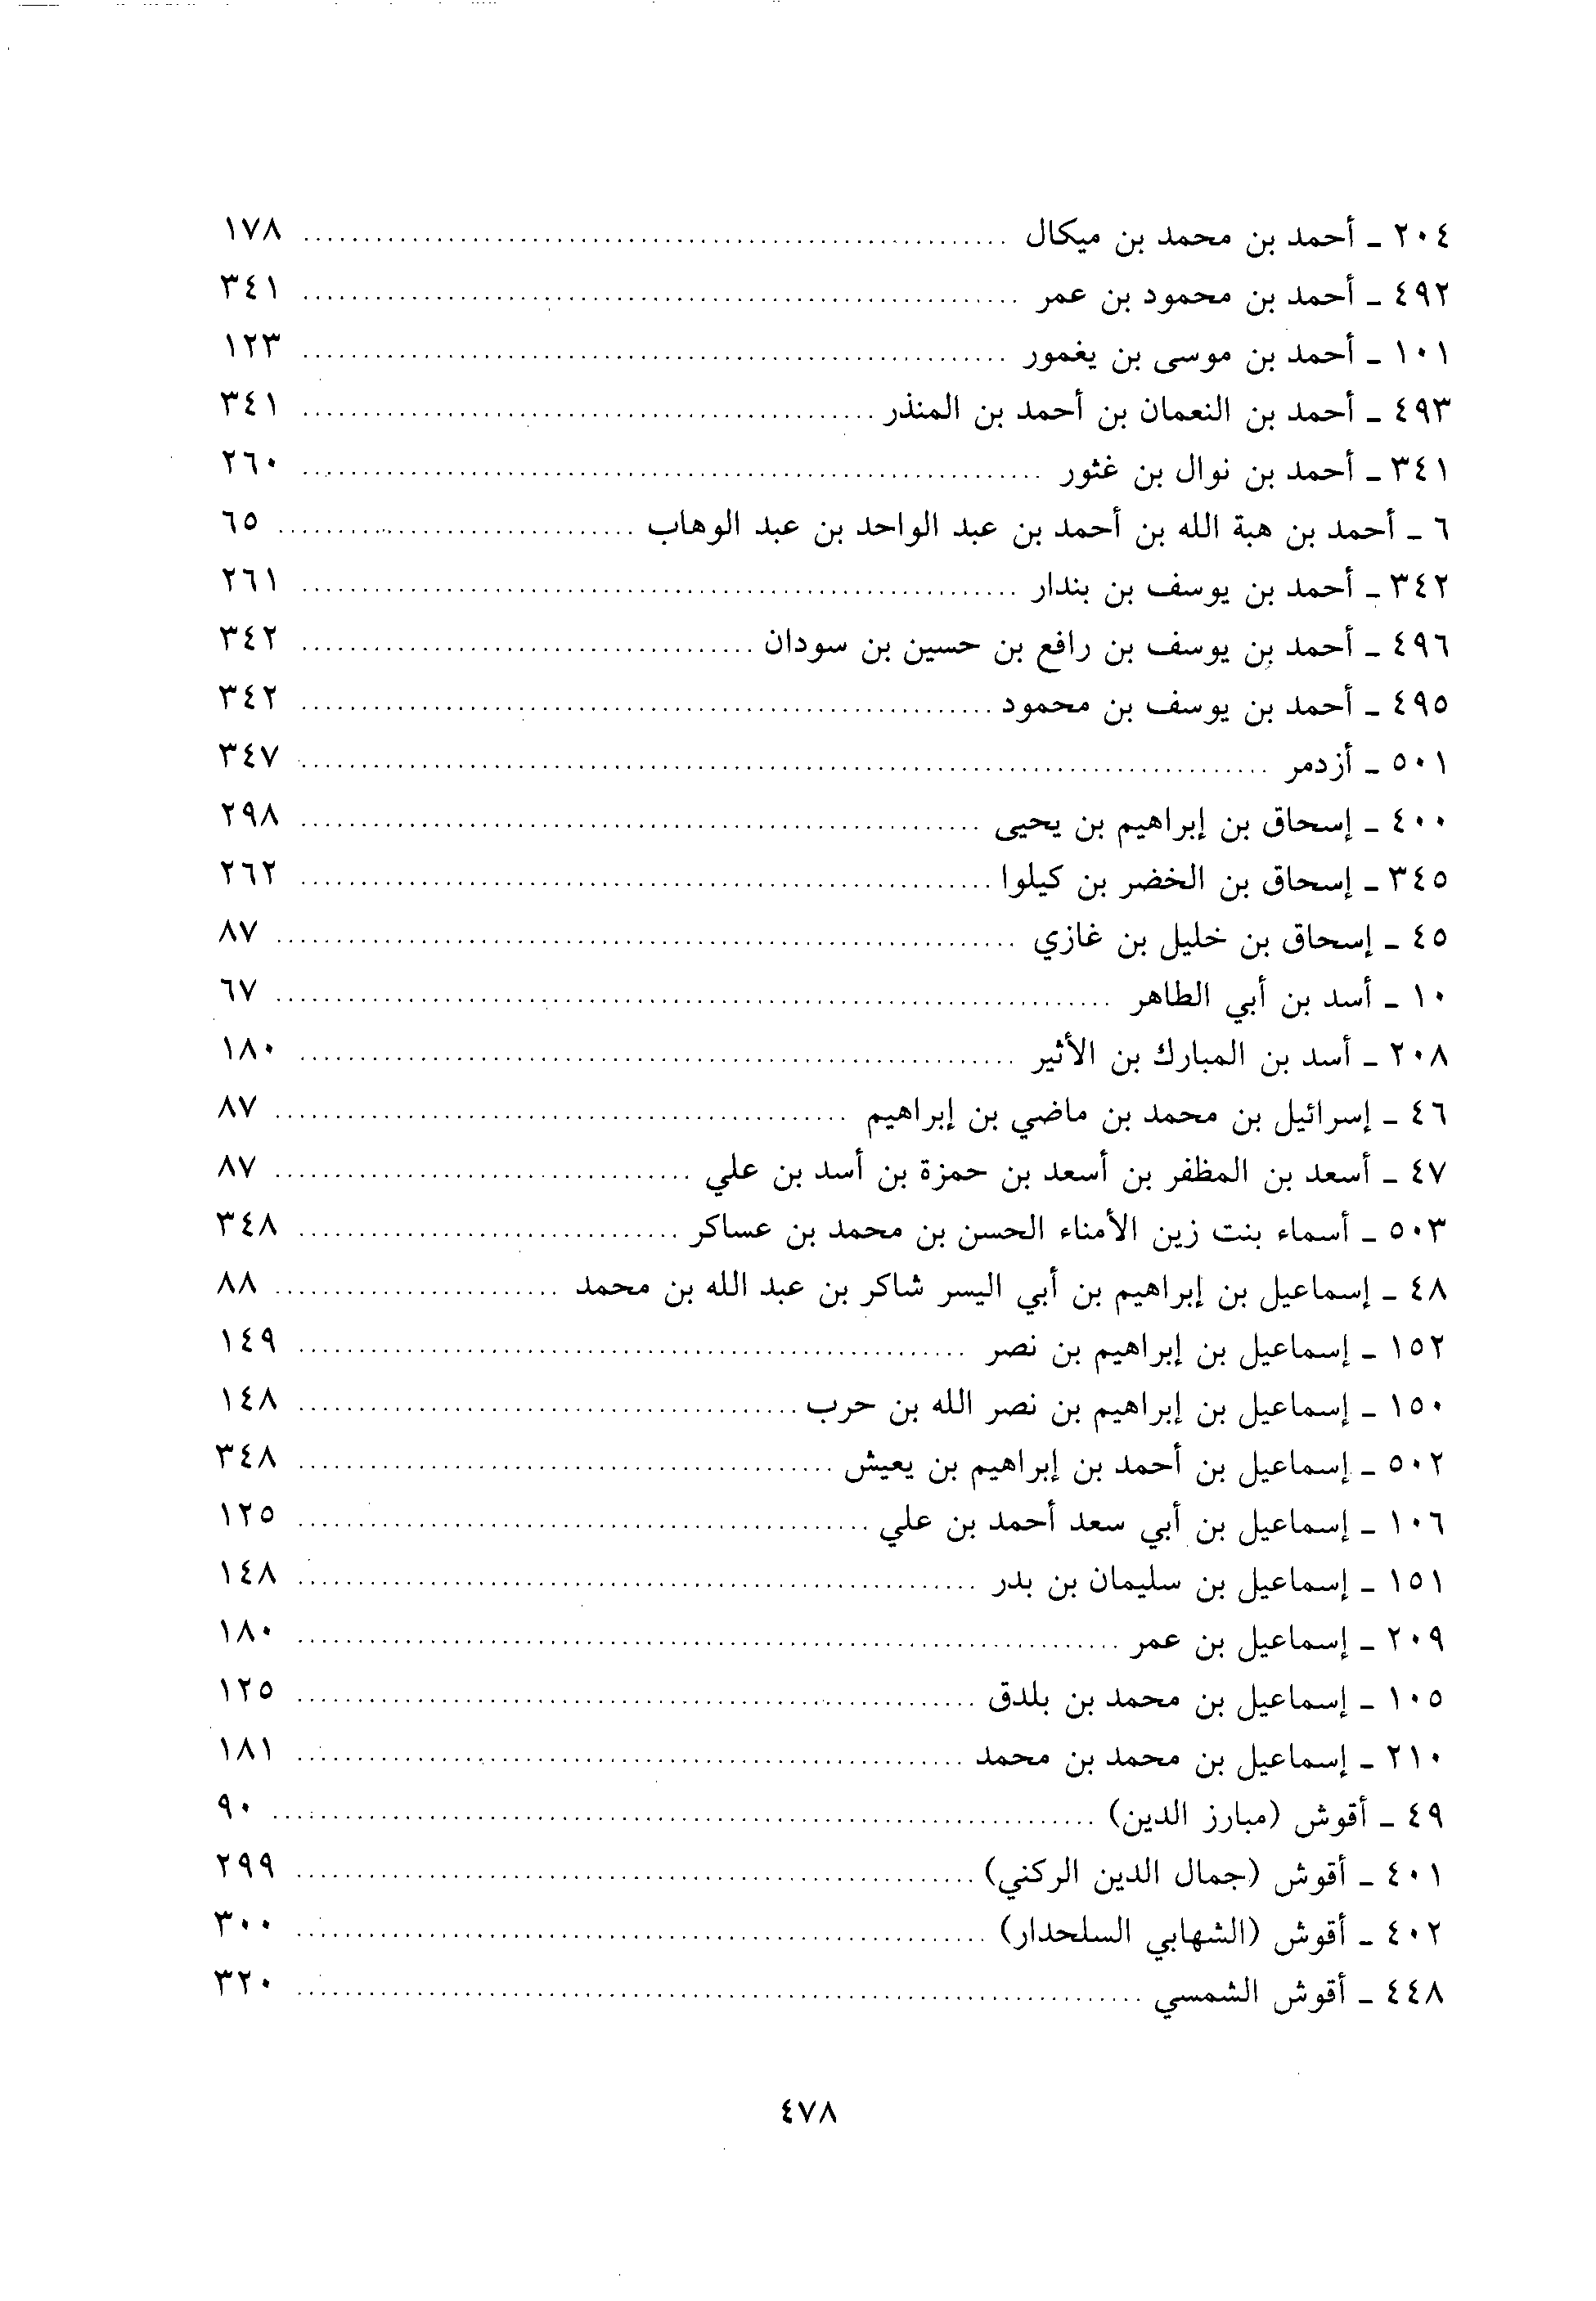 ٢٠٤ ـ أحمد بن محمد بن ميكال ........ ١٧٨
٤٩٢ ـ أحمد بن محمود بن عمر ........ ٣٤١
١٠١ ـ أحمد بن موسى بن يغمور ........ ١٢٣
٤٩٣ ـ أحمد بن النعمان بن أحمد بن المنذر ........ ٣٤١
٣٤١ ـ أحمد بن نوال بن غثور ........ ٢٦٠
٦ ـ أحمد بن هبة الله بن أحمد بن عبد الواحد بن عبد الوهاب ........ ٦٥
٣٤٢ ـ أحمد بن يوسف بن بندار ........ ٢٦١
٤٩٦ ـ أحمد بن يوسف بن رافع بن حسين بن سودان ........ ٣٤٢
٤٩٥ ـ أحمد بن يوسف بن محمود ........ ٣٤٢
٥٠١ ـ أزدمر ........ ٣٤٧
٤٠٠ ـ إسحاق بن إبراهيم بن يحيى ........ ٢٩٨
٣٤٥ ـ إسحاق بن الخضر بن كيلوا ........ ٢٦٢
٤٥ ـ إسحاق بن خليل بن غازي ........ ٨٧
١٠ ـ أسد بن أبي الطاهر ........ ٦٧
٢٠٨ ـ أسد بن المبارك بن الأثير ........ ١٨٠
٤٦ ـ إسرائيل بن محمد بن ماضي بن إبراهيم ........ ٨٧
٤٧ ـ أسعد بن المظفر بن أسعد بن حمزة بن أسد بن علي ........ ٨٧
٥٠٣ ـ أسماء بنت زين الأمناء الحسن بن محمد بن عساكر ........ ٣٤٨
٤٨ ـ إسماعيل بن إبراهيم بن أبي اليسر شاكر بن عبد الله بن محمد ........ ٨٨
١٥٢ ـ إسماعيل بن إبراهيم بن نصر ........ ١٤٩
١٥٠ ـ إسماعيل بن إبراهيم بن نصر الله بن حرب ........ ١٤٨
٥٠٢ ـ إسماعيل بن أحمد بن إبراهيم بن يعيش ........ ٣٤٨
١٠٦ ـ إسماعيل بن أبي سعد أحمد بن علي ........ ١٢٥
١٥١ ـ إسماعيل بن سليمان بن بدر ........ ١٤٨
٢٠٩ ـ إسماعيل بن عمر ........ ١٨٠
١٠٥ ـ إسماعيل بن محمد بن بلدق ........ ١٢٥
٢١٠ ـ إسماعيل بن محمد بن محمد ........ ١٨١
٤٩ ـ أقوش (مبارز الدين) ........ ٩٠
٤٠١ ـ أقوش (جمال الدين الركني) ........ ٢٩٩
٤٠٢ ـ أقوش (الشهابي السلحدار) ........ ٣٠٠
٤٤٨ ـ أقوش الشمسي ........ ٣٢٠
٤٧٨